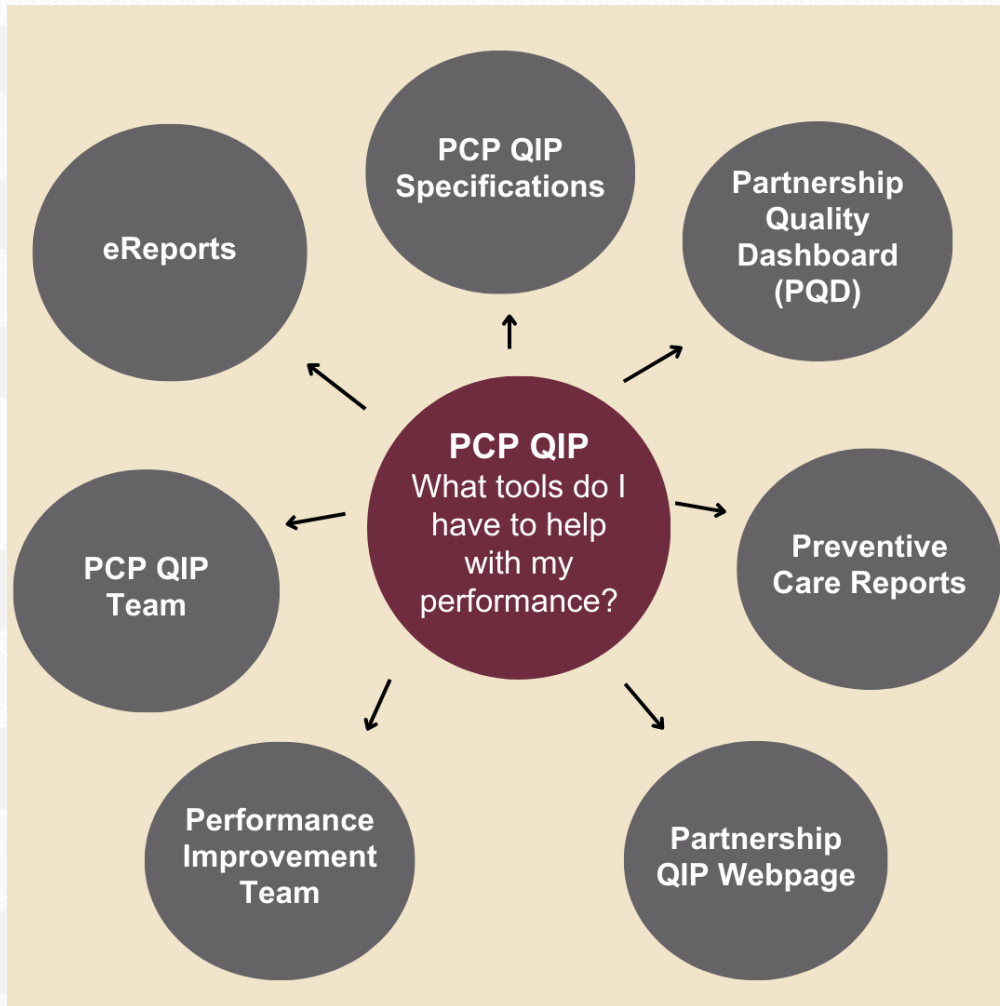 PCP QIP
Specifications
Partnership
Quality
Dashboard
(PQD)
eReports
PCP QIP
What tools do I
have to help
with my
performance?
Preventive
Care Reports
PCP QIP
Team
Performance
Improvement
Team
Partnership
QIP Webpage